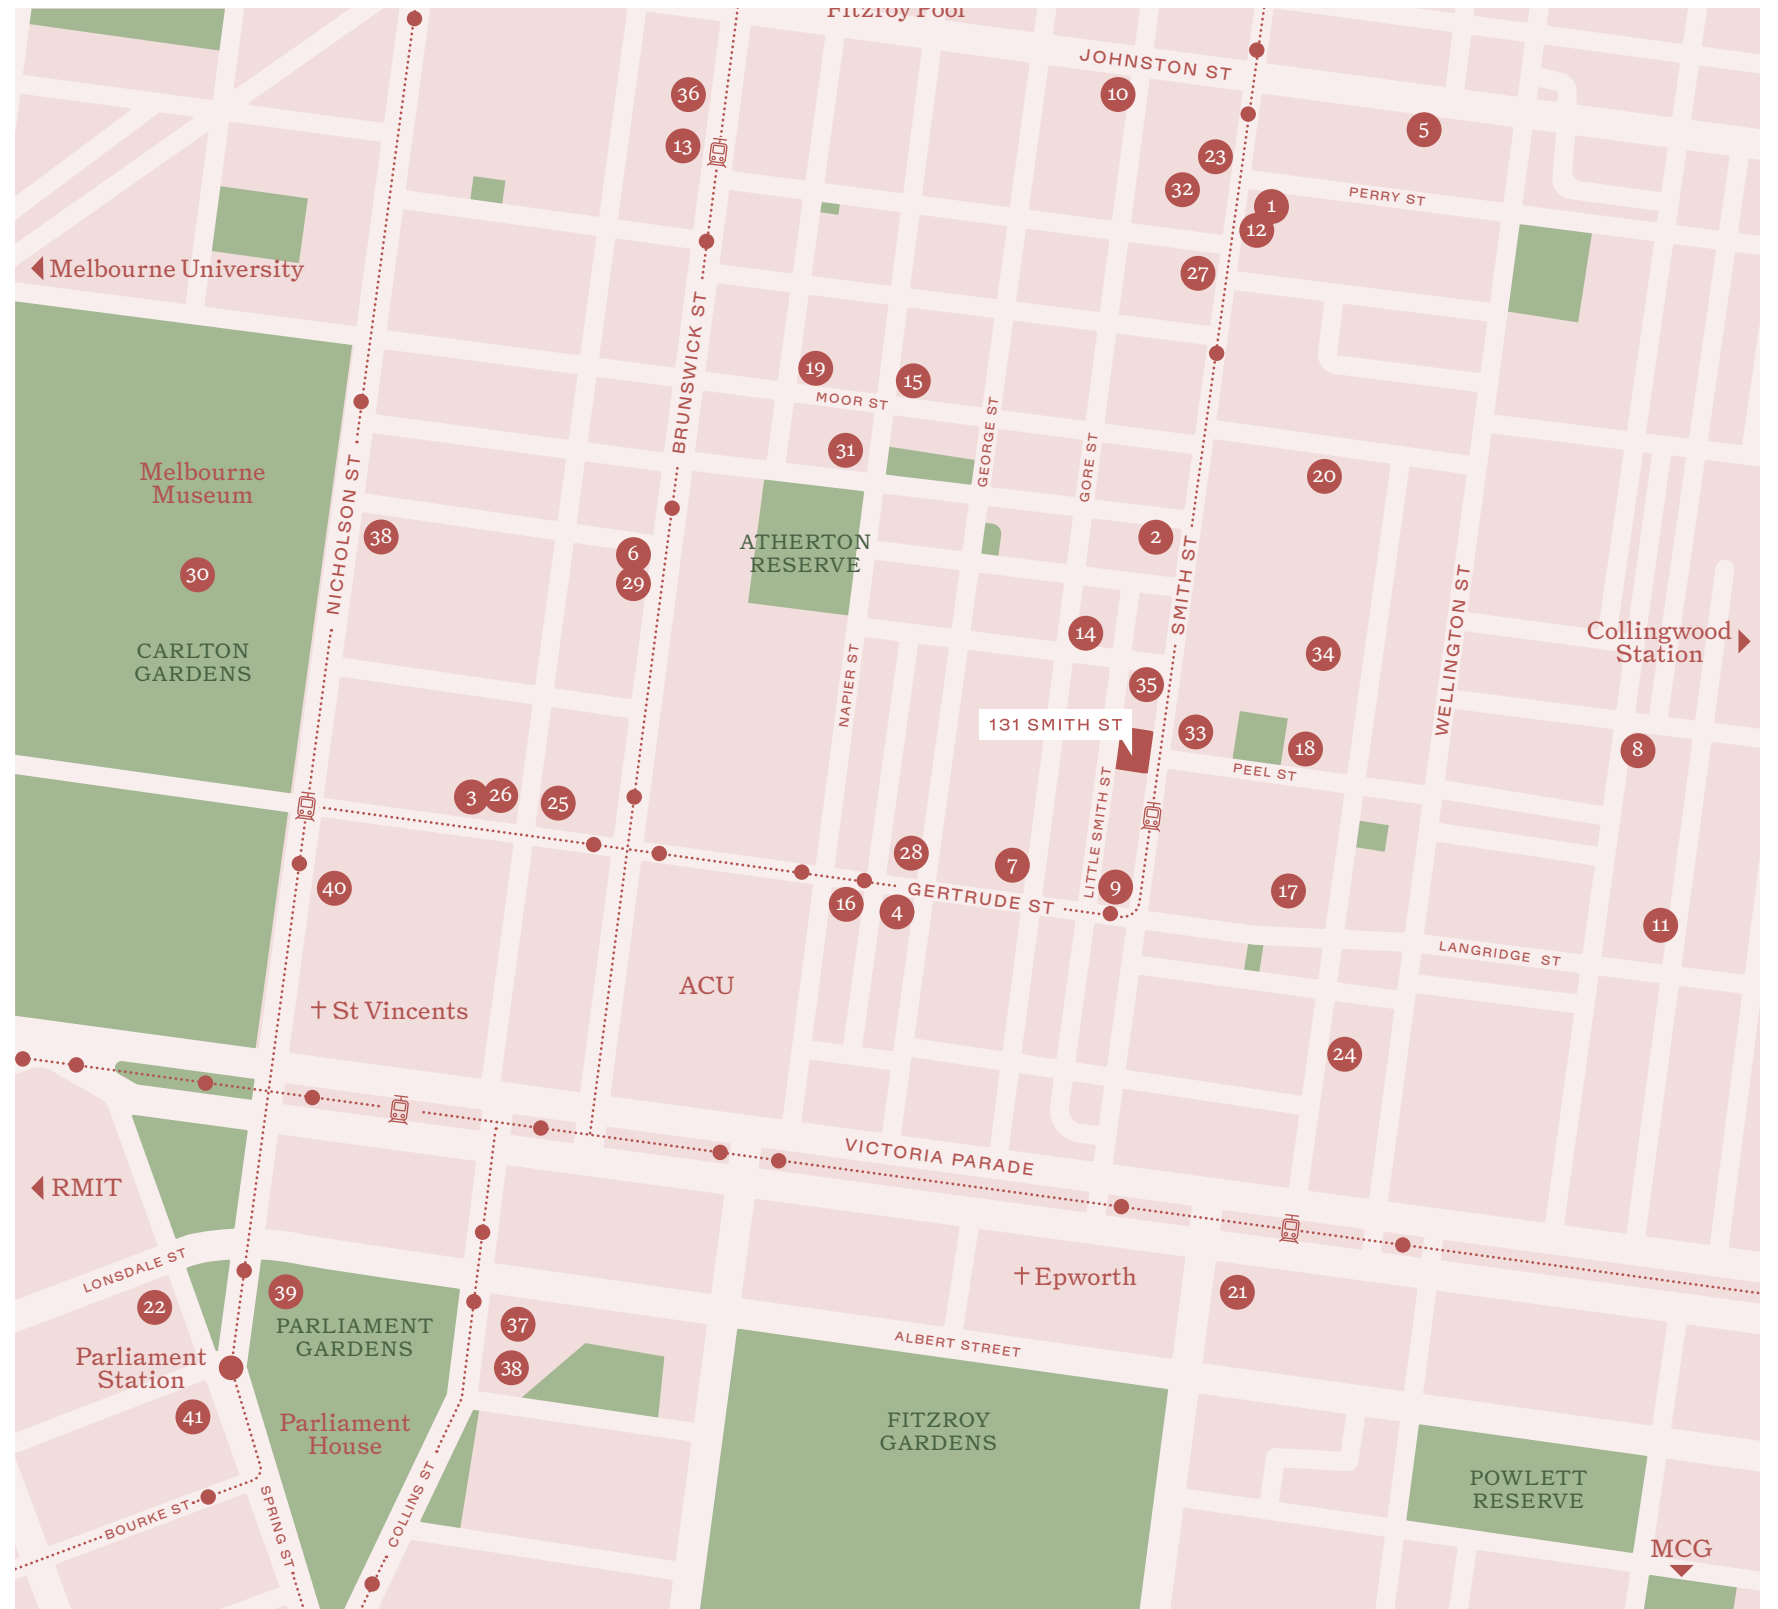 Fitzroy Pool
JOHNSTON ST
36
10
5
13
23
32
PERRY ST
1
12
Melbourne University
27
BRUNSWICK ST
19
15
MOOR ST
GEORGE ST
GORE ST
31
Melbourne
Museum
NICHOLSON ST
20
38
6
29
ATHERTON
RESERVE
2
SMITH ST
30
WELLINGTON ST
14
Collingwood
Station
CARLTON
GARDENS
NAPIER ST
34
35
131 SMITH ST
33
18
8
PEEL ST
LITTLE SMITH ST
3
26
25
28
7
9
17
40
16
4
GERTRUDE ST
11
LANGRIDGE ST
ACU
St Vincents
24
VICTORIA PARADE
RMIT
LONSDALE ST
Epworth
21
39
22
PARLIAMENT
GARDENS
37
ALBERT STREET
Parliament
Station
38
41
Parliament
House
FITZROY
GARDENS
POWLETT
RESERVE
COLLINS ST
SPRING ST
BOURKE ST
MCG